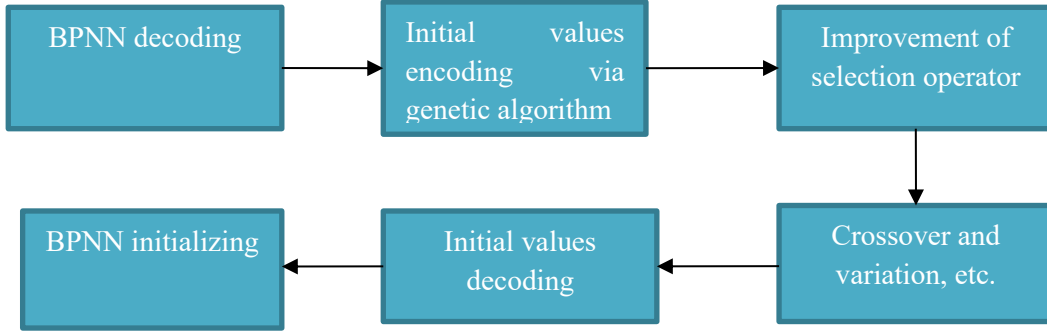 BPNN decoding
Initial values
encoding via
genetic algorithm
Improvement of
selection operator
Crossover and
variation, etc.
Initial values
decoding
BPNN initializing